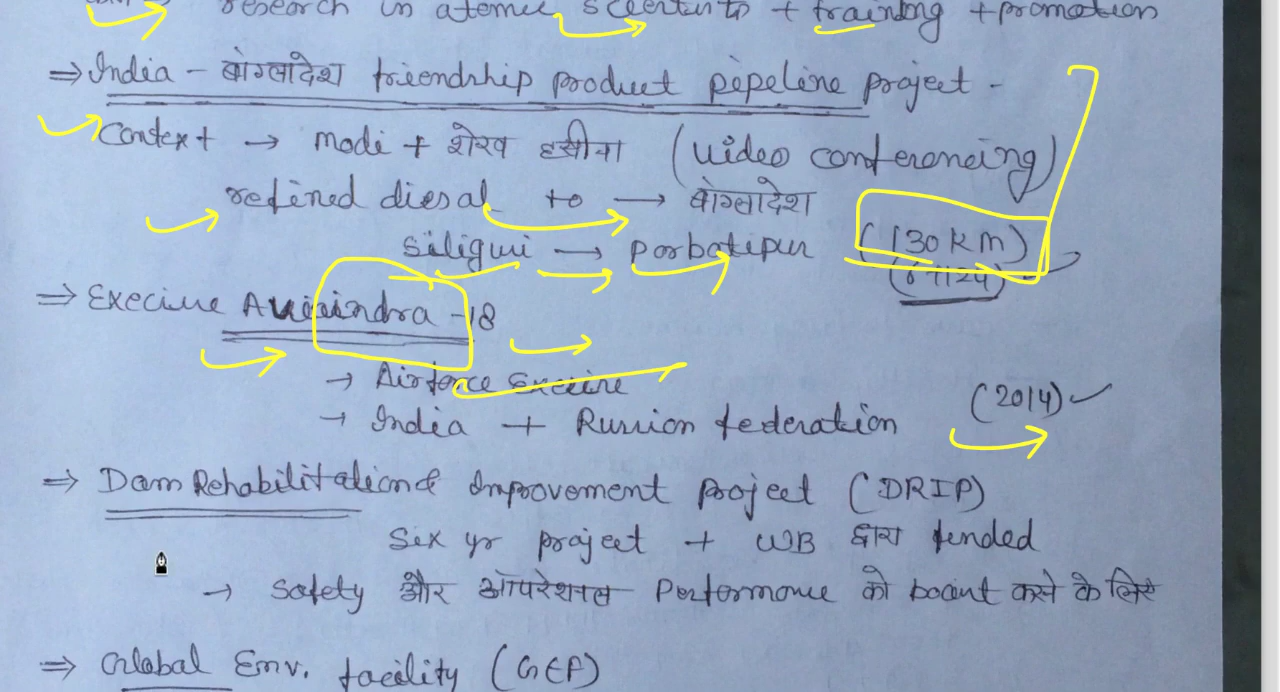 research in atomic scientists + training + promotion
⇒ India - बांग्लादेश friendship product pipeline project -
Context → modi + शेख हसीना (Video conferencing)
refined diesal to → बांग्लादेश
Siliguri → Parbatipur (130 KM)
⇒ Execise Aviaindra - 18
→ Airforce Execise
→ India + Russion federation (2014)
⇒ Dam Rehabilitation & Improvement project (DRIP)
Six yr project + WB द्वारा funded
→ Safety और ऑपरेशनल Performance को boost करने के लिए
⇒ Global Env. facility (GEF)